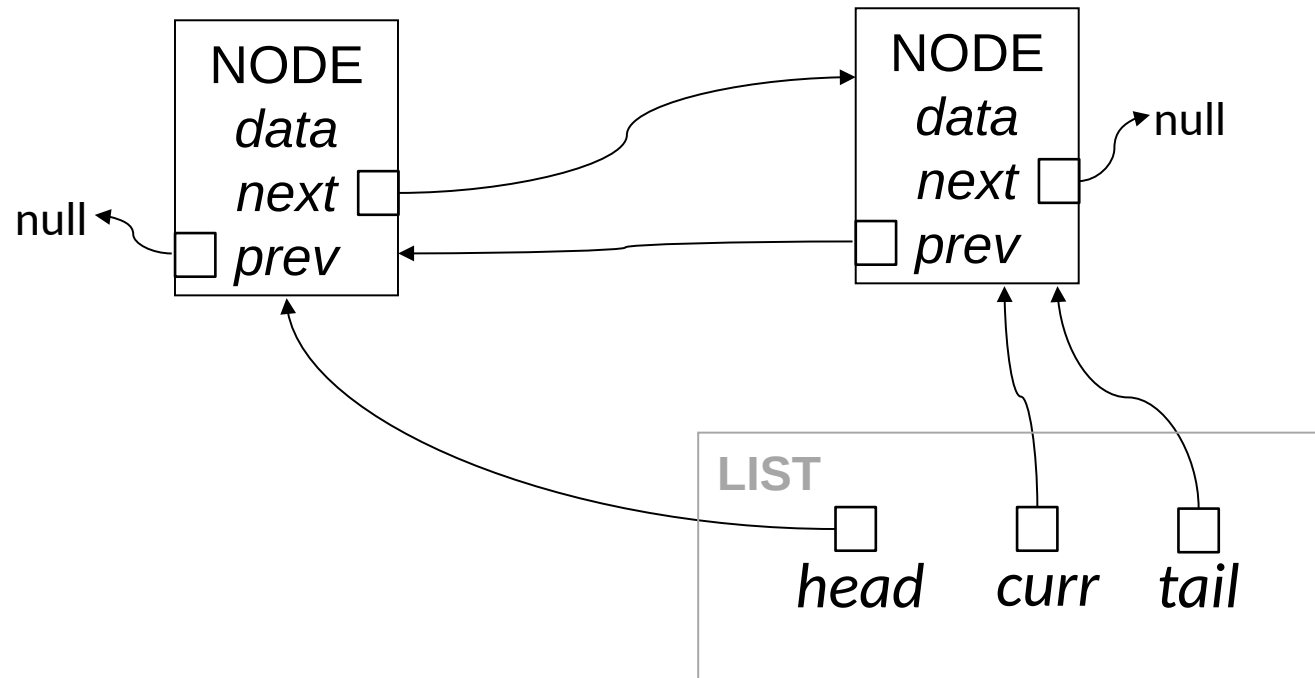 NODE
data
next
prev
null
NODE
data
next
prev
null
LIST
head
curr
tail